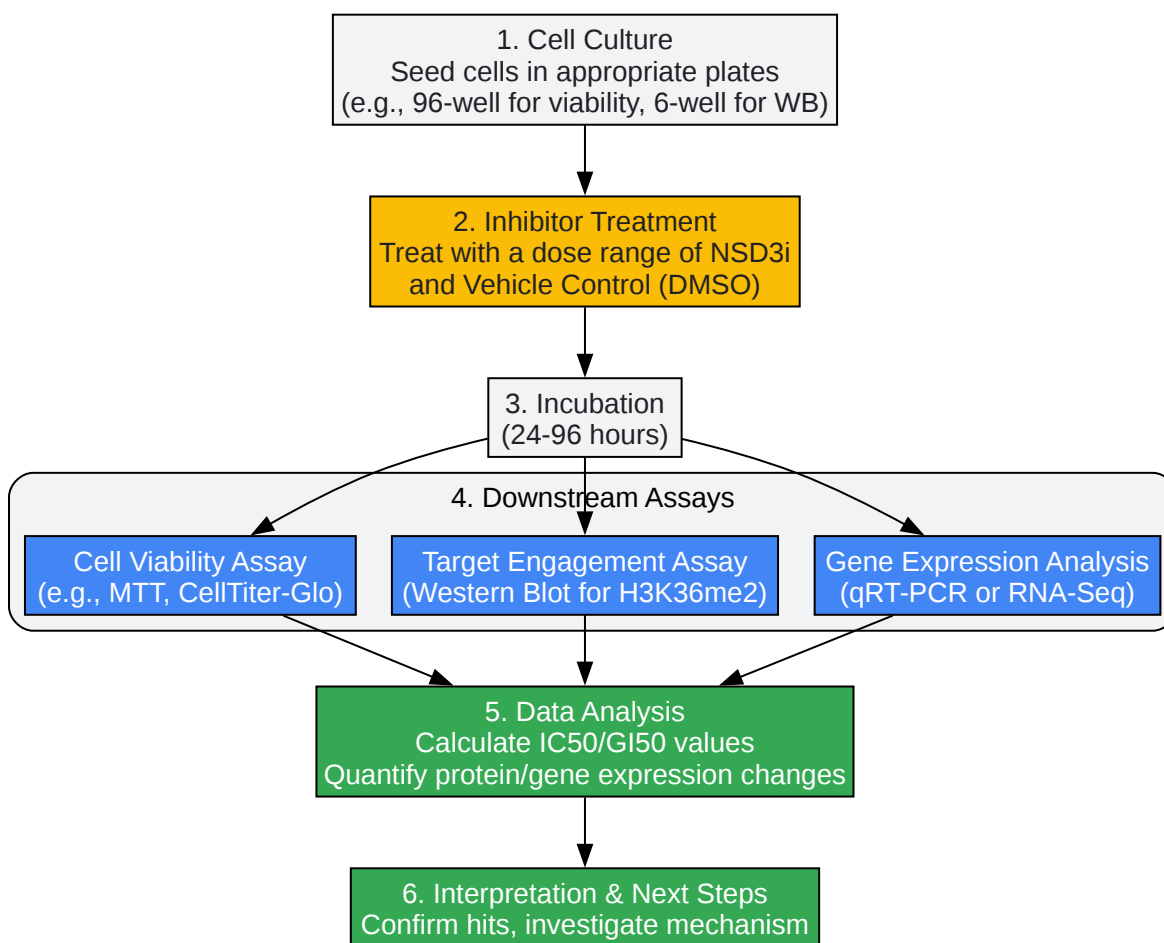 1. Cell Culture
Seed cells in appropriate plates
(e.g., 96-well for viability, 6-well for WB)
2. Inhibitor Treatment
Treat with a dose range of NSD3i
and Vehicle Control (DMSO)
3. Incubation
(24-96 hours)
4. Downstream Assays
Cell Viability Assay
(e.g., MTT, CellTiter-Glo)
Target Engagement Assay
(Western Blot for H3K36me2)
Gene Expression Analysis
(qRT-PCR or RNA-Seq)
5. Data Analysis
Calculate IC50/GI50 values
Quantify protein/gene expression changes
6. Interpretation & Next Steps
Confirm hits, investigate mechanism